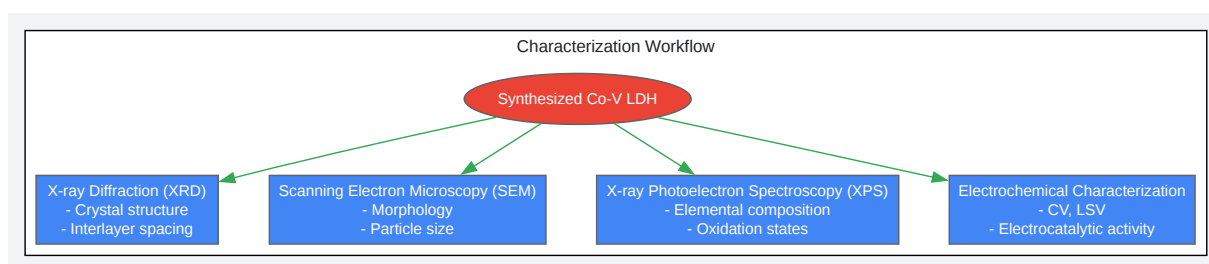 Characterization Workflow
Synthesized Co-V LDH
X-ray Diffraction (XRD)
- Crystal structure
- Interlayer spacing
Scanning Electron Microscopy (SEM)
- Morphology
- Particle size
X-ray Photoelectron Spectroscopy (XPS)
- Elemental composition
- Oxidation states
Electrochemical Characterization
- CV, LSV
- Electrocatalytic activity